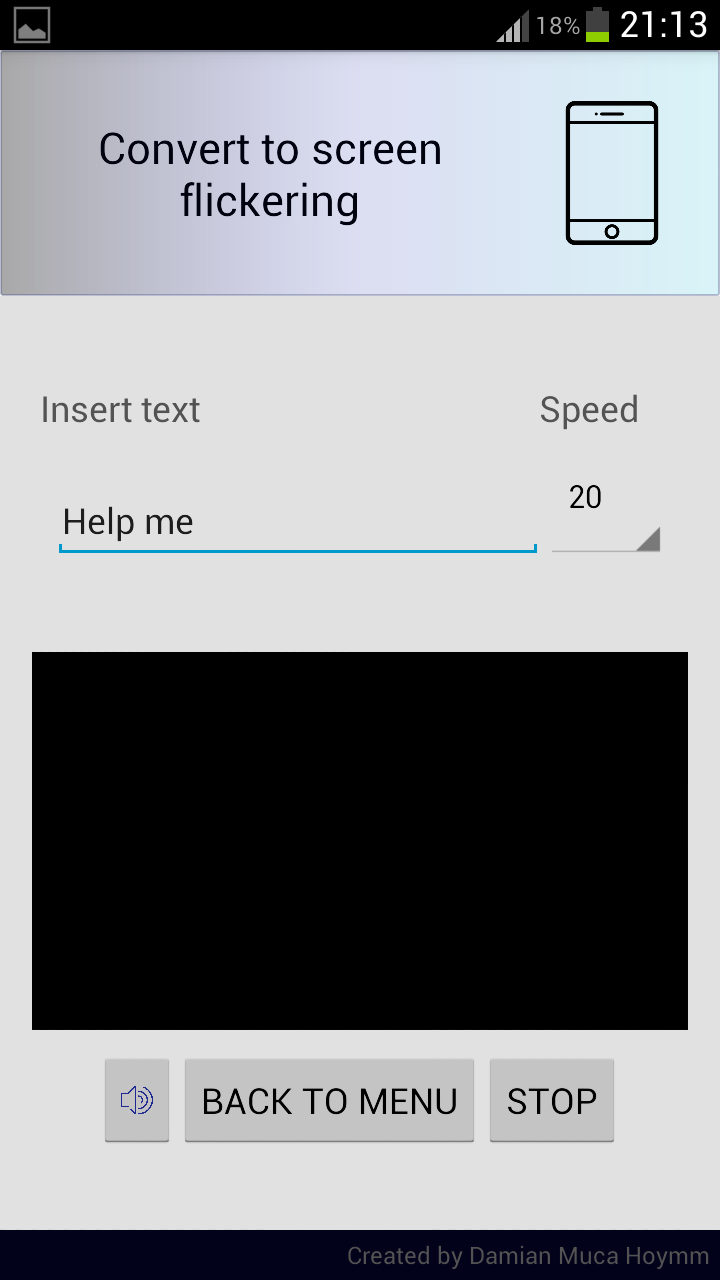 18% 21:13
Convert to screen
flickering
Insert text Speed
Help me 20
BACK TO MENU STOP
Created by Damian Muca Hoymm